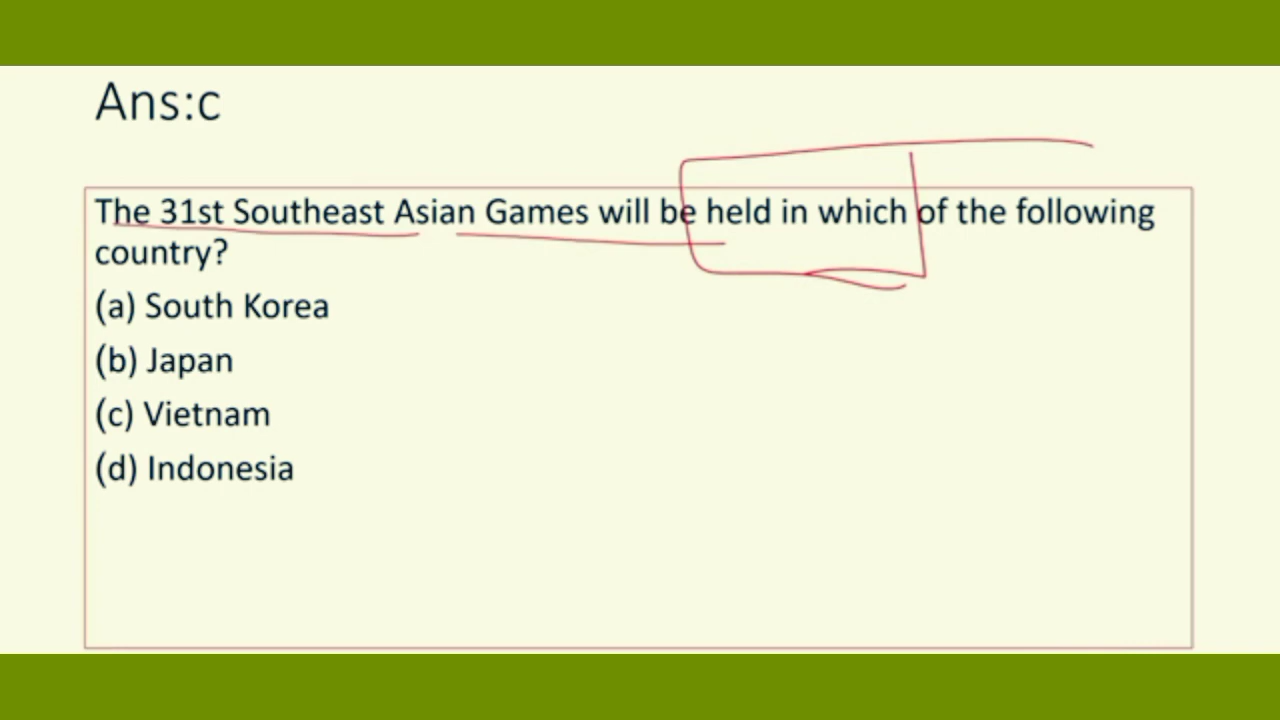 Ans:c
The 31st Southeast Asian Games will be held in which of the following
country?
(a) South Korea
(b) Japan
(c) Vietnam
(d) Indonesia